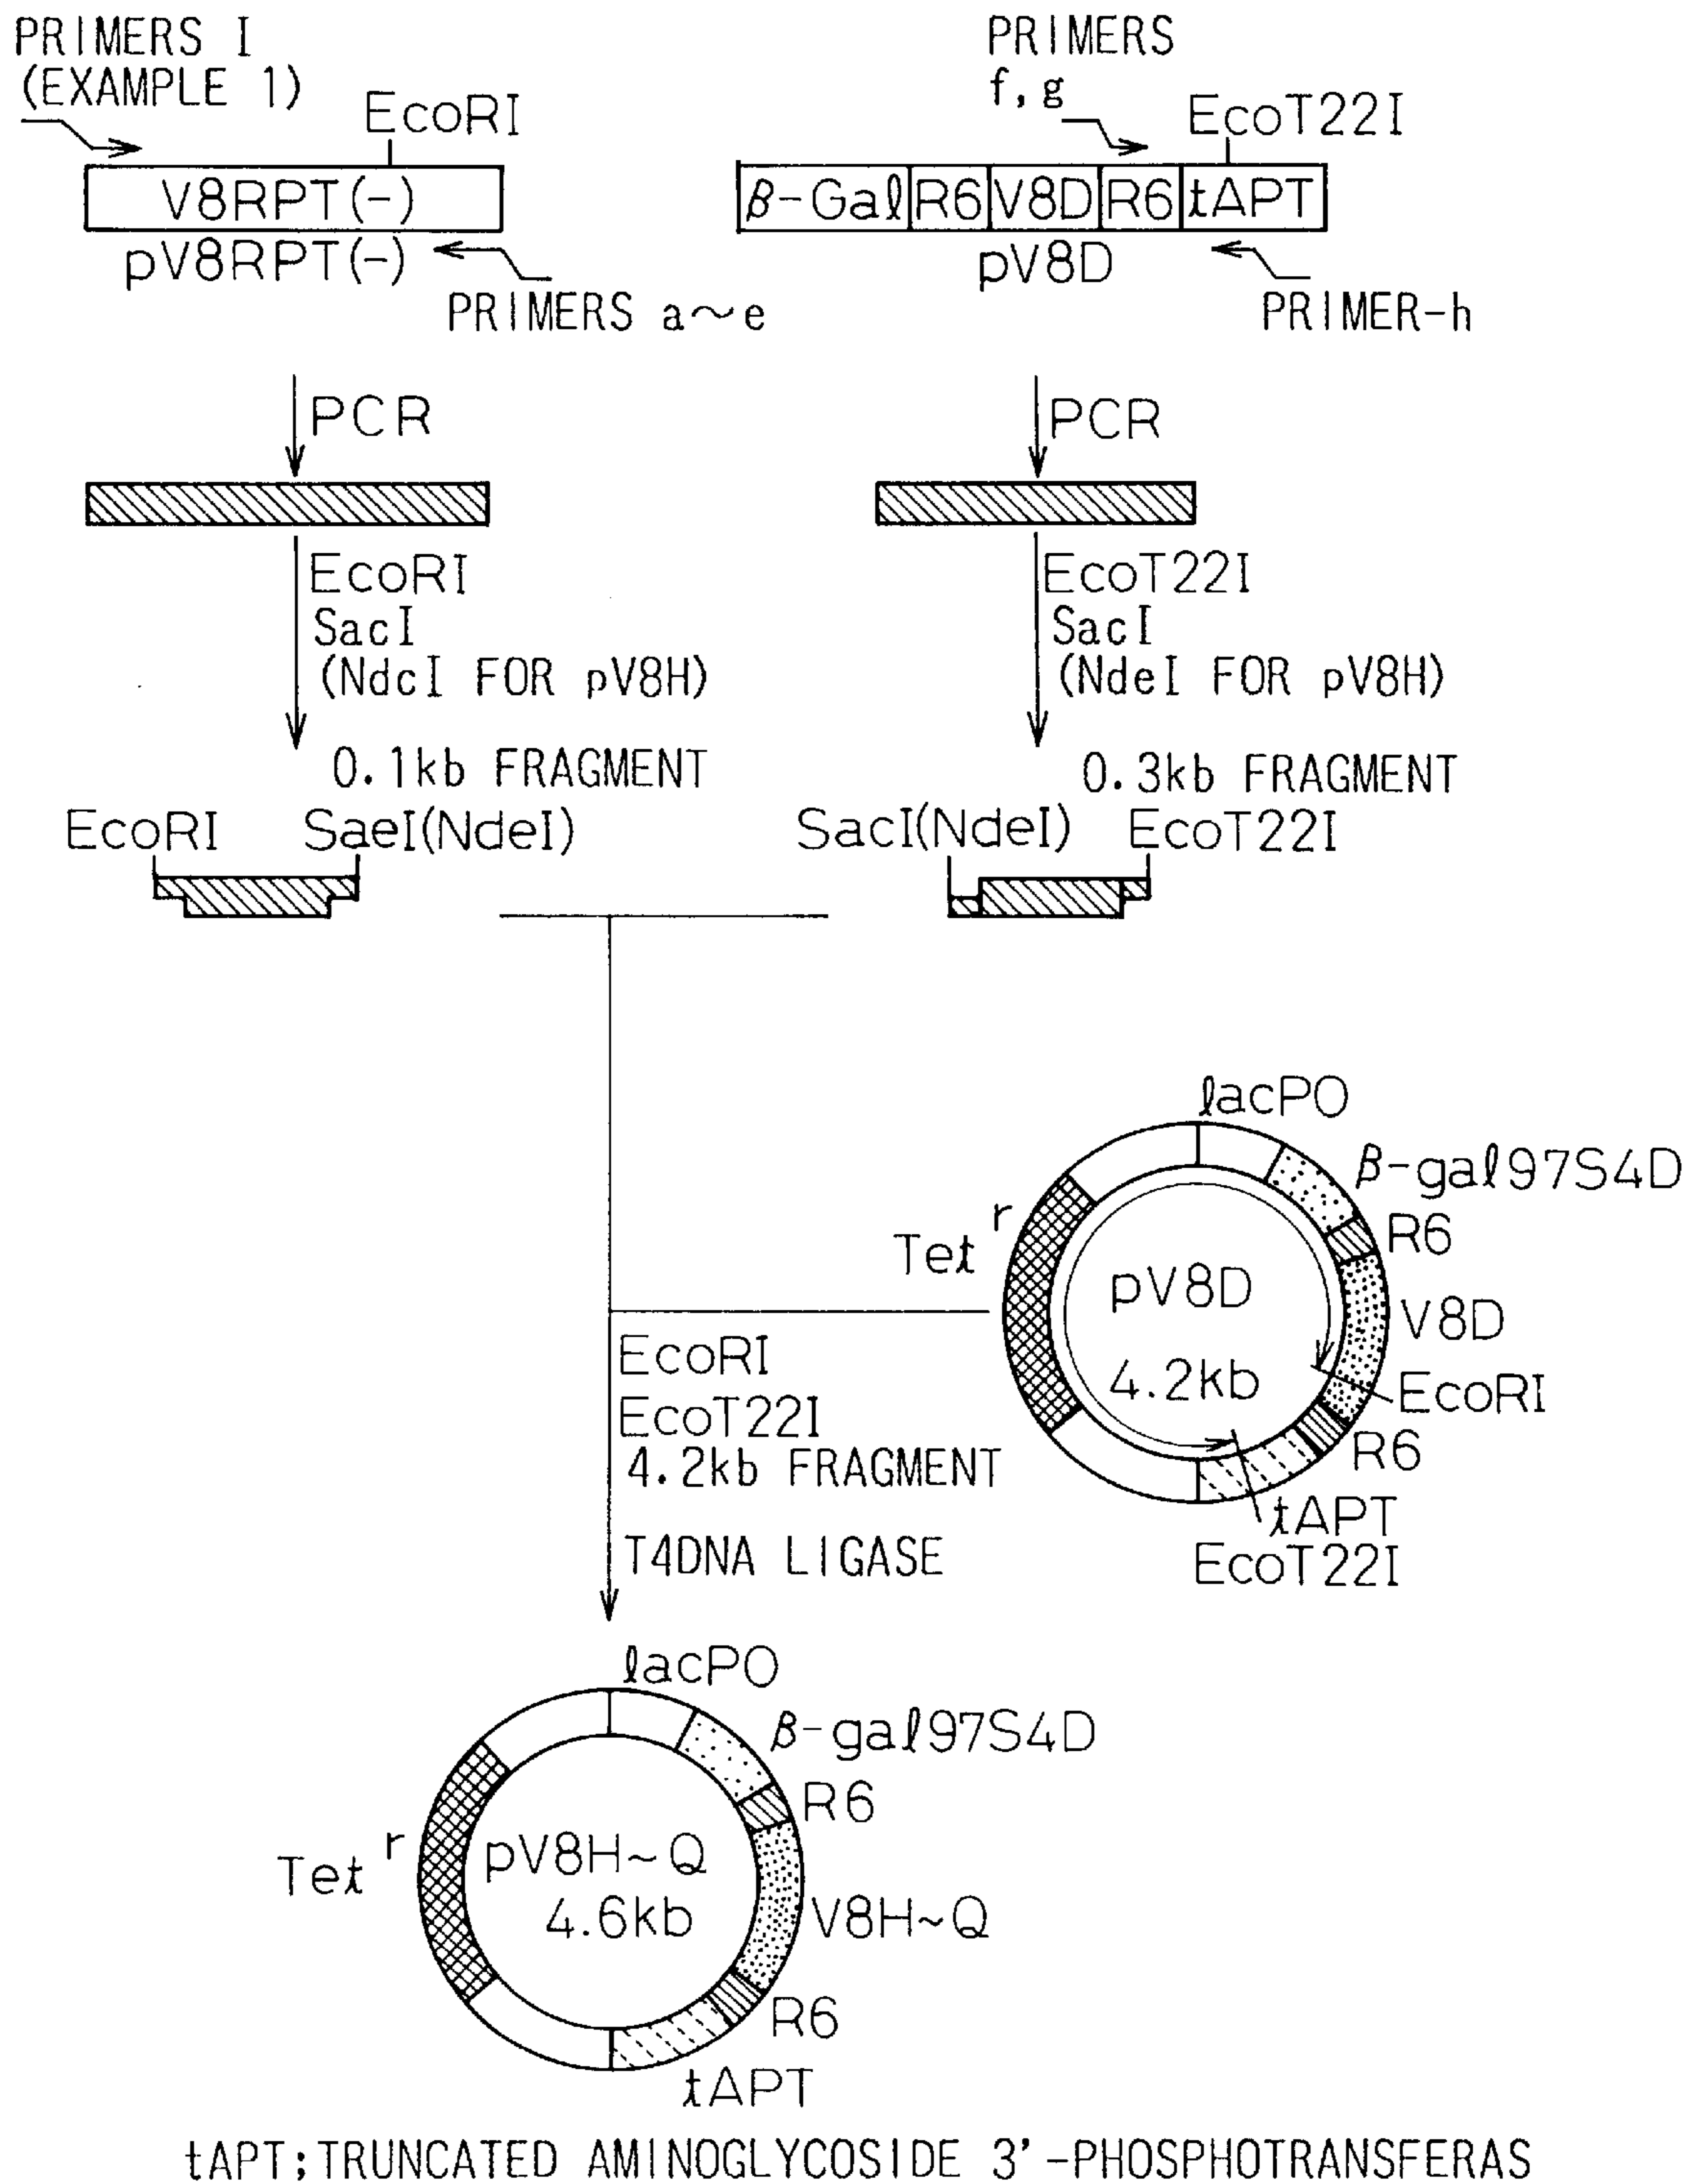 PRIMERS I
(EXAMPLE 1)
EcoRI
V8RPT(-)
pV8RPT(-)
PRIMERS a~e
PRIMERS
f,g
EcoT22I
β-Gal R6 V8D R6 tAPT
pV8D
PRIMER-h
PCR
PCR
EcoRI
SacI
(NdcI FOR pV8H)
EcoT22I
SacI
(NdeI FOR pV8H)
0.1kb FRAGMENT
EcoRI SaeI(NdeI)
0.3kb FRAGMENT
SacI(NdeI) EcoT22I
lacPO
β-gal97S4D
R6
Tet r
pV8D
4.2kb
V8D
EcoRI
R6
tAPT
EcoT22I
EcoRI
EcoT22I
4.2kb FRAGMENT
T4DNA LIGASE
lacPO
β-gal97S4D
R6
Tet r
pV8H~Q
4.6kb
V8H~Q
R6
tAPT
tAPT;TRUNCATED AMINOGLYCOSIDE 3'-PHOSPHOTRANSFERAS